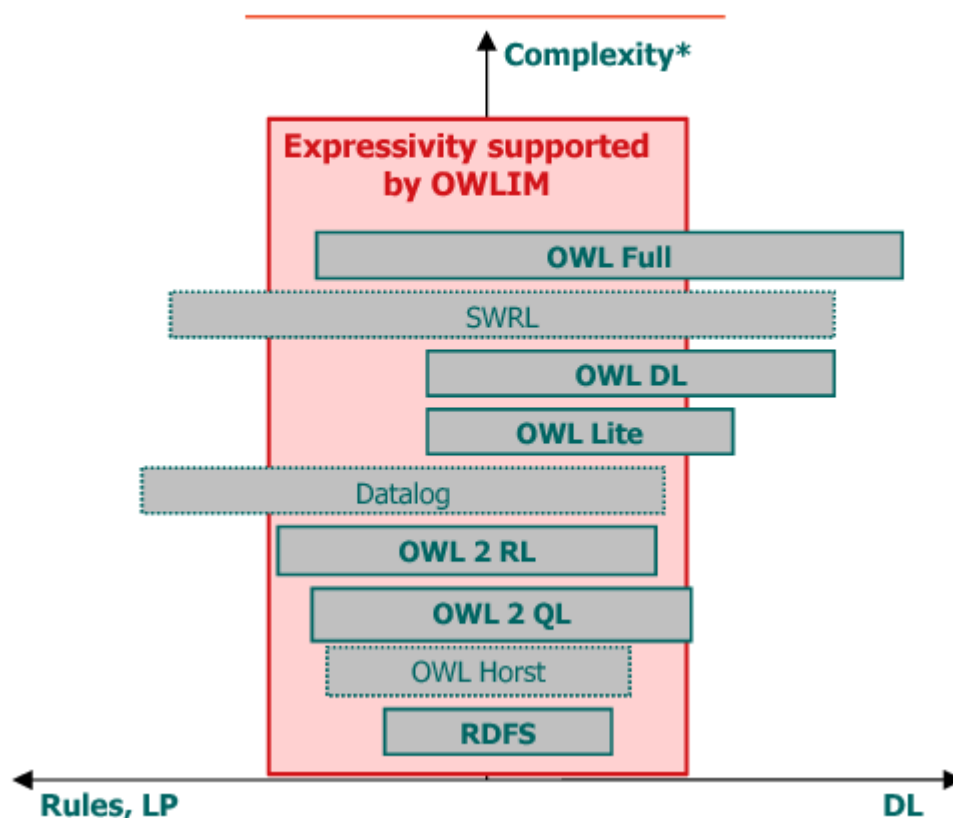 Complexity*
Expressivity supported
by OWLIM
OWL Full
SWRL
OWL DL
OWL Lite
Datalog
OWL 2 RL
OWL 2 QL
OWL Horst
RDFS
Rules, LP
DL